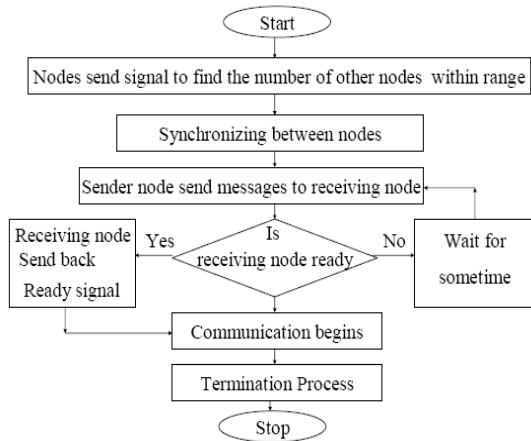 Start
Nodes send signal to find the number of other nodes within range
Synchronizing between nodes
Sender node send messages to receiving node
Is
receiving node ready
Yes
No
Receiving node
Send back
Ready signal
Wait for
sometime
Communication begins
Termination Process
Stop